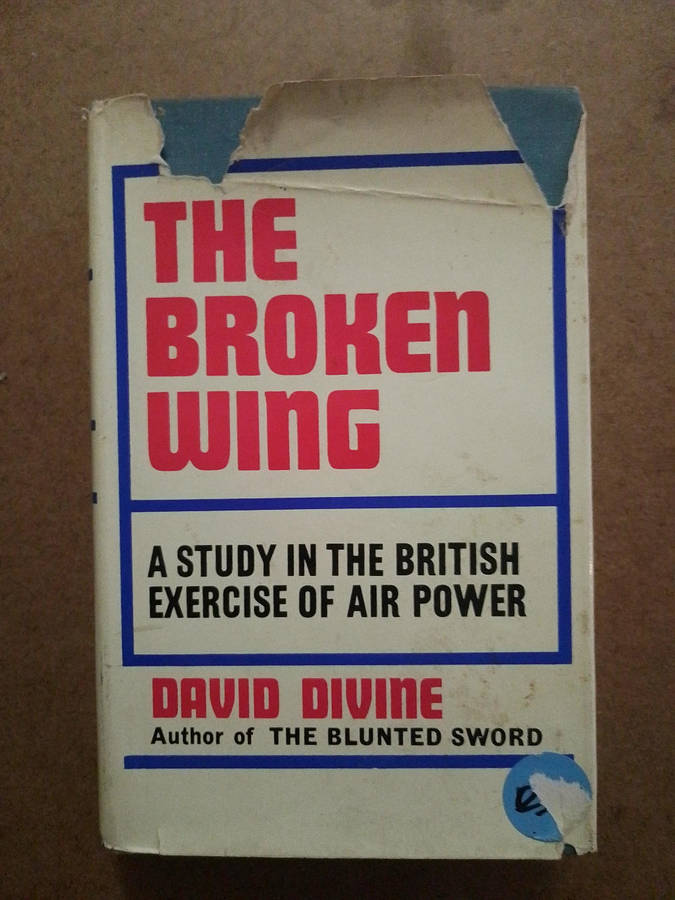 THE
BROKEN
WING
A STUDY IN THE BRITISH
EXERCISE OF AIR POWER
DAVID DIVINE
Author of THE BLUNTED SWORD